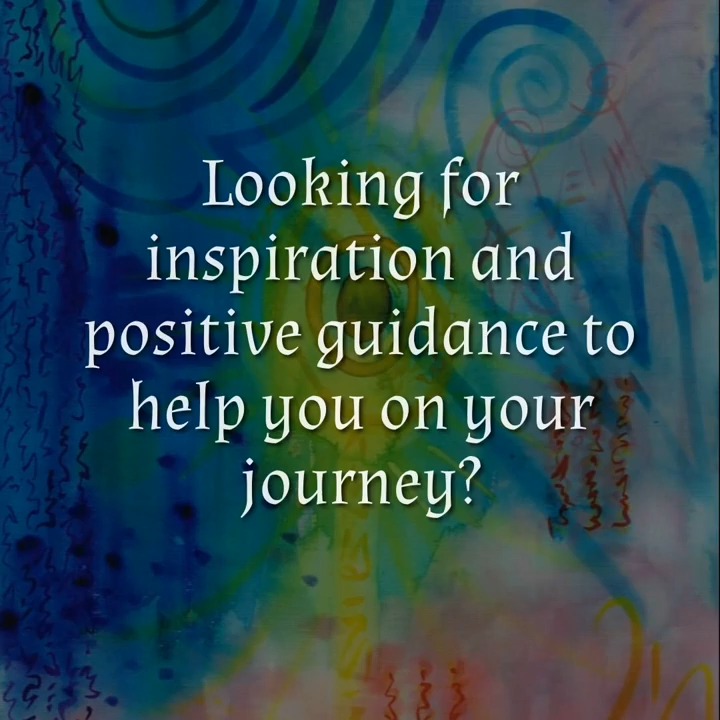 Looking for
inspiration and
positive guidance to
help you on your
journey?